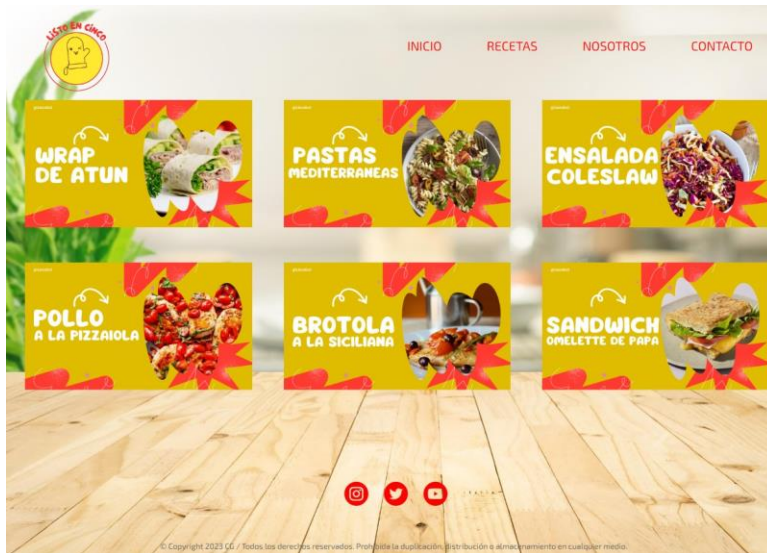 LISTO EN CINCO
INICIO RECETAS NOSOTROS CONTACTO
WRAP
DE ATUN
PASTAS
MEDITERRANEAS
ENSALADA
COLESLAW
POLLO
A LA PIZZAIOLA
BROTOLA
A LA SICILIANA
SANDWICH
OMELETTE DE PAPA
© Copyright 2023 CG / Todos los derechos reservados. Prohibida la duplicación, distribución o almacenamiento en cualquier medio.